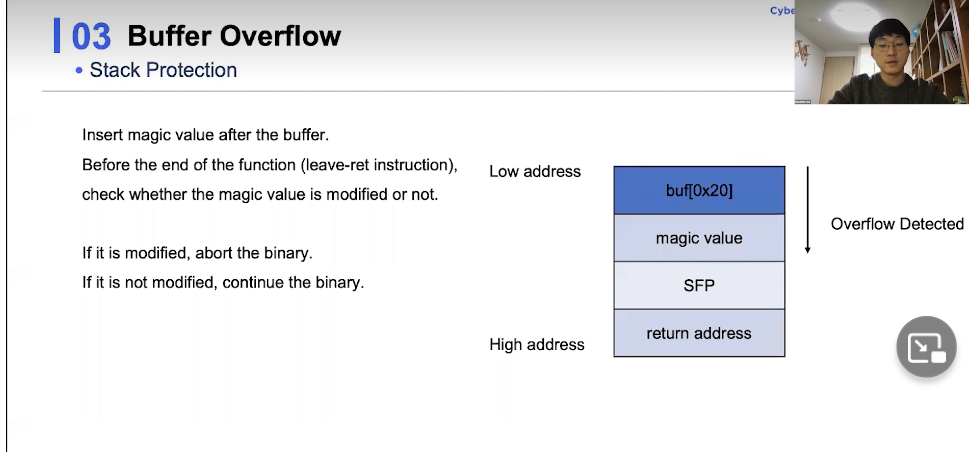 Cybe
03 Buffer Overflow
• Stack Protection
Insert magic value after the buffer.
Before the end of the function (leave-ret instruction),
check whether the magic value is modified or not.
If it is modified, abort the binary.
If it is not modified, continue the binary.
Low address
buf[0x20]
magic value
SFP
return address
High address
Overflow Detected